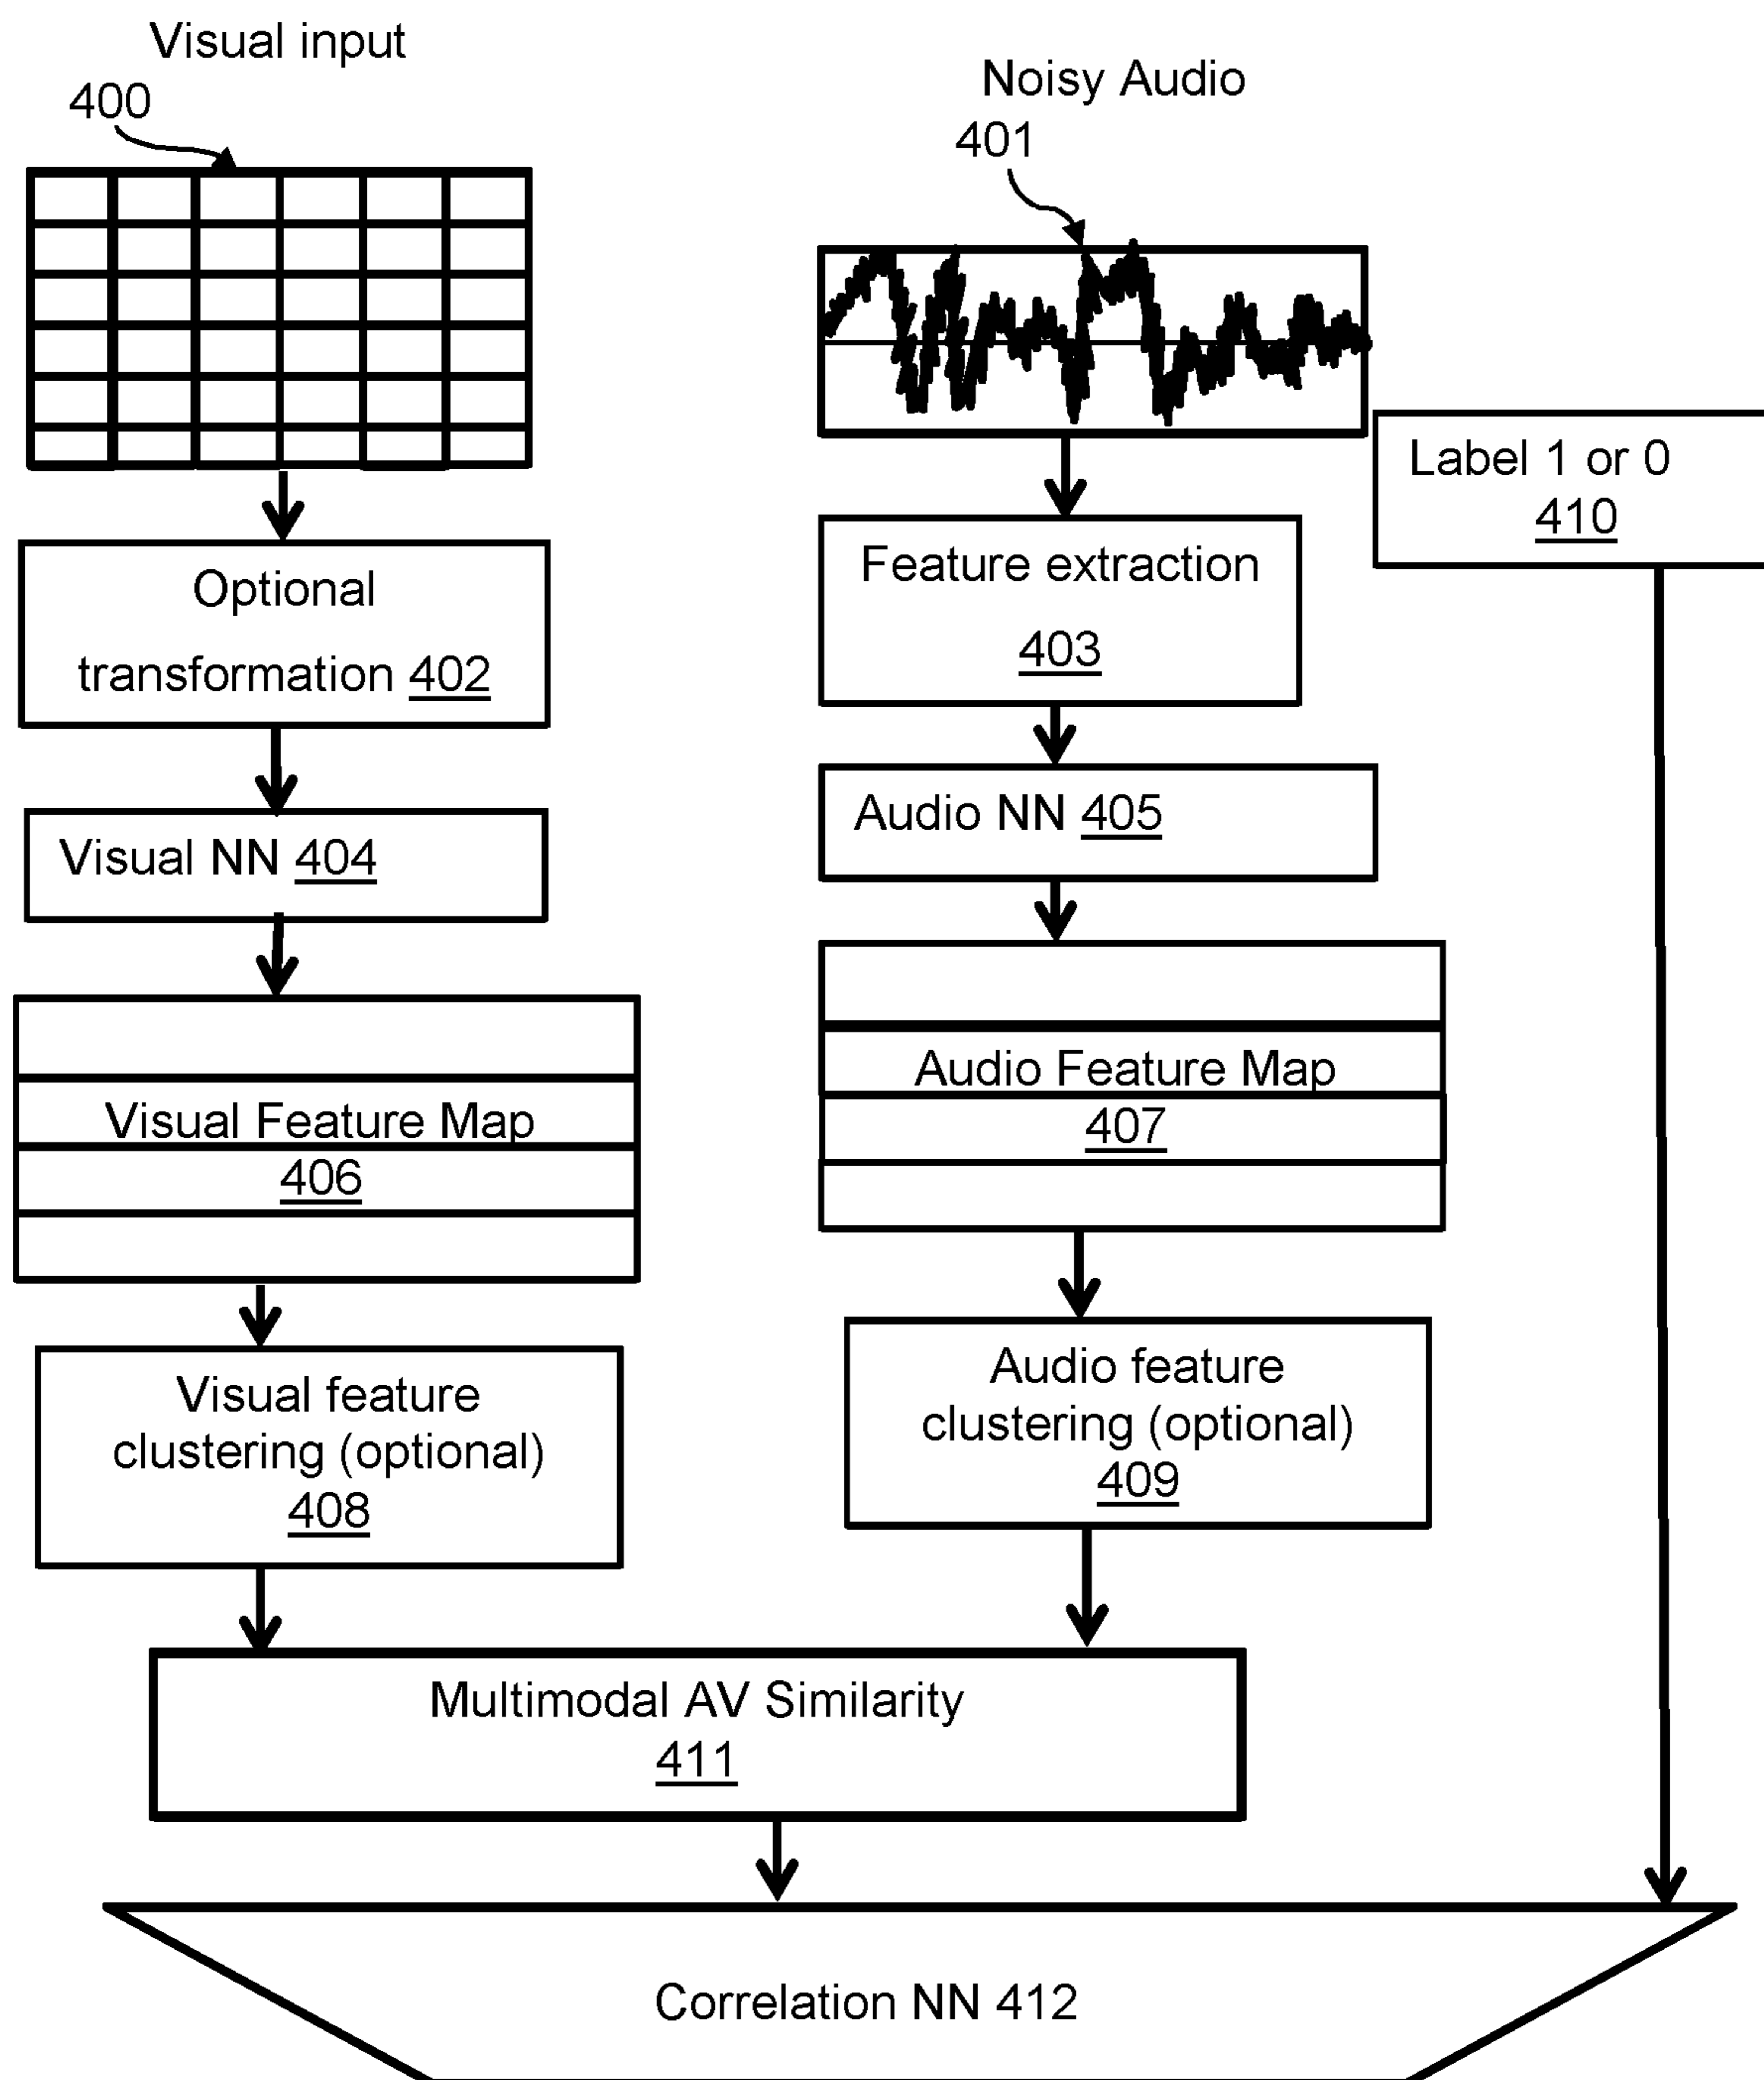 Visual input
400
Noisy Audio
401
Label 1 or 0
410
Optional
transformation 402
Feature extraction
403
Visual NN 404
Audio NN 405
Visual Feature Map
406
Audio Feature Map
407
Visual feature
clustering (optional)
408
Audio feature
clustering (optional)
409
Multimodal AV Similarity
411
Correlation NN 412